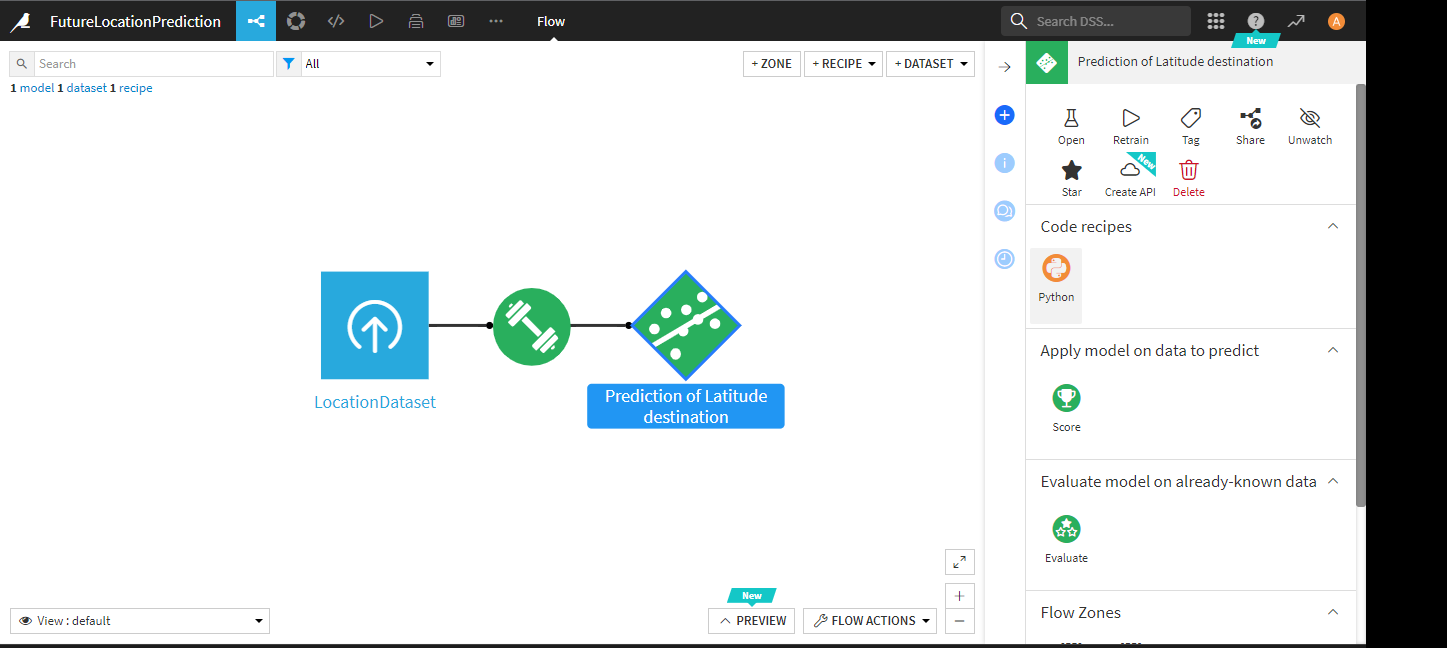 FutureLocationPrediction
Flow
Search DSS...
?
A
New
Search
All
+ ZONE
+ RECIPE
+ DATASET
1 model 1 dataset 1 recipe
Prediction of Latitude destination
Open
Retrain
Tag
Share
Unwatch
New
Star
Create API
Delete
Code recipes
Python
Apply model on data to predict
Score
Evaluate model on already-known data
Evaluate
Flow Zones
LocationDataset
Prediction of Latitude
destination
New
View : default
PREVIEW
FLOW ACTIONS